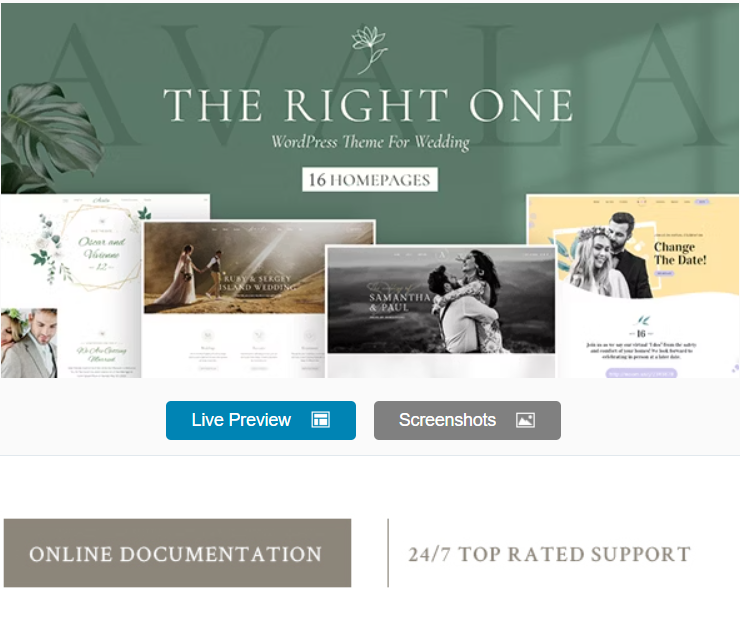 AVALA
THE RIGHT ONE
WordPress Theme For Wedding
16 HOMEPAGES
Oscar and
Vivienne
12
We Are Getting
Married
RUBY & SERGEY
ISLAND WEDDING
SAMANTHA
& PAUL
Change
The Date!
16
Join us as we say our virtual "I dos" from the safety
and comfort of your homes! We look forward to
celebrating in person at a later date.
Live Preview
Screenshots
ONLINE DOCUMENTATION
24/7 TOP RATED SUPPORT